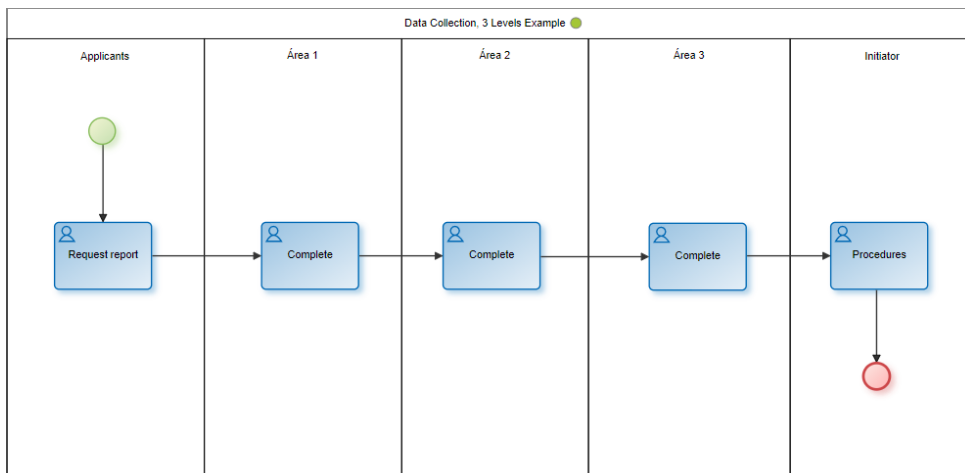 Data Collection, 3 Levels Example
Applicants
Área 1
Área 2
Área 3
Initiator
Request report
Complete
Complete
Complete
Procedures